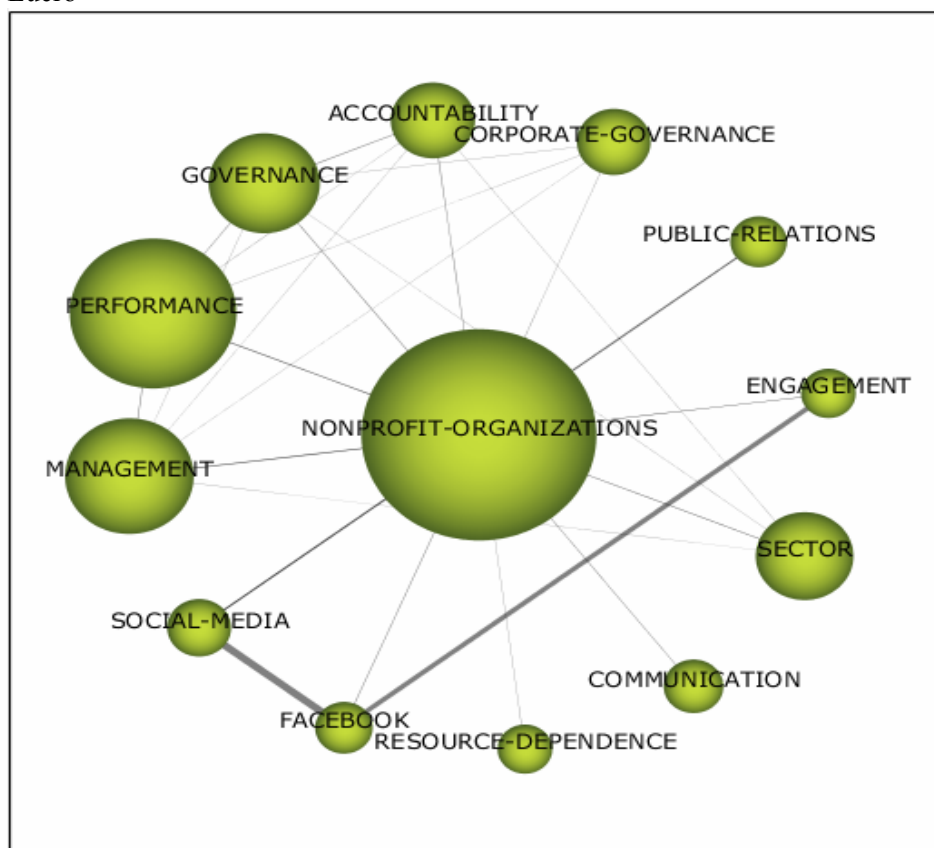 ACCOUNTABILITY
CORPORATE-GOVERNANCE
GOVERNANCE
PUBLIC-RELATIONS
PERFORMANCE
ENGAGEMENT
NONPROFIT-ORGANIZATIONS
MANAGEMENT
SECTOR
SOCIAL-MEDIA
COMMUNICATION
FACEBOOK
RESOURCE-DEPENDENCE